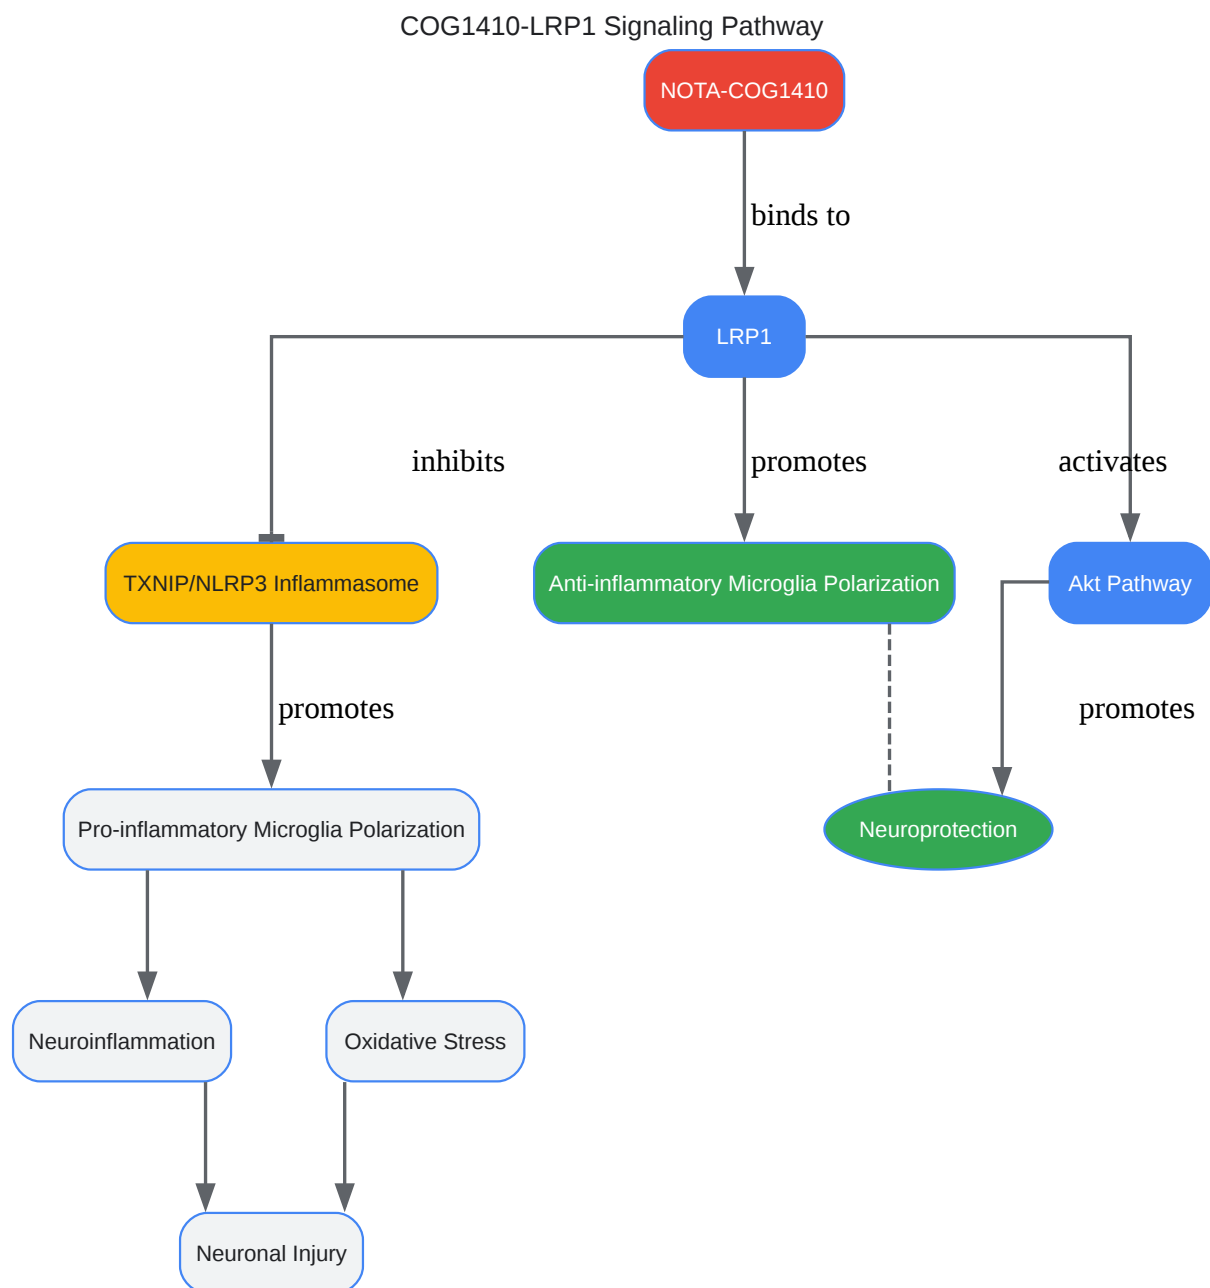 COG1410-LRP1 Signaling Pathway
NOTA-COG1410
binds to
LRP1
inhibits
promotes
activates
TXNIP/NLRP3 Inflammasome
Anti-inflammatory Microglia Polarization
Akt Pathway
promotes
promotes
Pro-inflammatory Microglia Polarization
Neuroprotection
Neuroinflammation
Oxidative Stress
Neuronal Injury